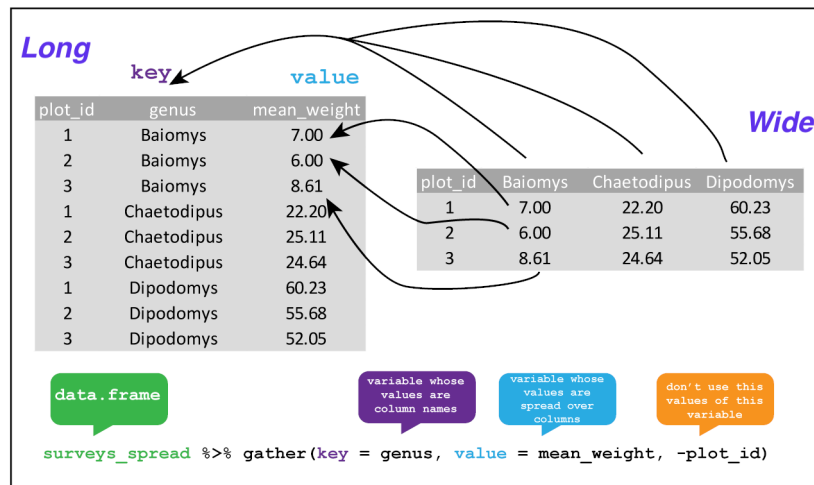 Long
key
value
plot_id genus mean_weight
1 Baiomys 7.00
2 Baiomys 6.00
3 Baiomys 8.61
1 Chaetodipus 22.20
2 Chaetodipus 25.11
3 Chaetodipus 24.64
1 Dipodomys 60.23
2 Dipodomys 55.68
3 Dipodomys 52.05
Wide
plot_id Baiomys Chaetodipus Dipodomys
1 7.00 22.20 60.23
2 6.00 25.11 55.68
3 8.61 24.64 52.05
data.frame
variable whose
values are
column names
variable whose
values are
spread over
columns
don't use this
values of this
variable
surveys_spread %>% gather(key = genus, value = mean_weight, -plot_id)